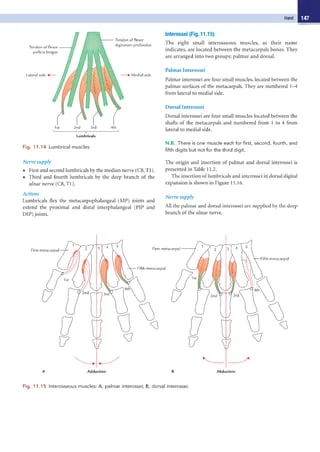 Hand 147
Tendon of flexor
pollicis longus
Tendon of flexor
digitorum profundus
Lateral side
Medial side
1st 2nd 3rd 4th
Lumbricals
Fig. 11.14 Lumbrical muscles.
Nerve supply
First and second lumbricals by the median nerve (C8, T1).
Third and fourth lumbricals by the deep branch of the
ulnar nerve (C8, T1).
Actions
Lumbricals flex the metacarpophalangeal (MP) joints and
extend the proximal and distal interphalangeal (PIP and
DIP) joints.
Interossei (Fig. 11.15)
The eight small interosseous muscles, as their name
indicates, are located between the metacarpals bones. They
are arranged into two groups: palmar and dorsal.
Palmar Interossei
Palmar interossei are four small muscles, located between the
palmar surfaces of the metacarpals. They are numbered 1–4
from lateral to medial side.
Dorsal Interossei
Dorsal interossei are four small muscles located between the
shafts of the metacarpals and numbered from 1 to 4 from
lateral to medial side.
N.B. There is one muscle each for first, second, fourth, and
fifth digits but not for the third digit.
The origin and insertion of palmar and dorsal interossei is
presented in Table 11.2.
The insertion of lumbricals and interossei in dorsal digital
expansion is shown in Figure 11.16.
Nerve supply
All the palmar and dorsal interossei are supplied by the deep
branch of the ulnar nerve.
First metacarpal
2 3 4 5
Fifth metacarpal
1st
2nd 3rd 4th
A Adduction
First metacarpal
2 3 4 5
Fifth metacarpal
1st
2nd 3rd 4th
B Abduction
Fig. 11.15 Interosseous muscles: A, palmar interossei; B, dorsal interossei.